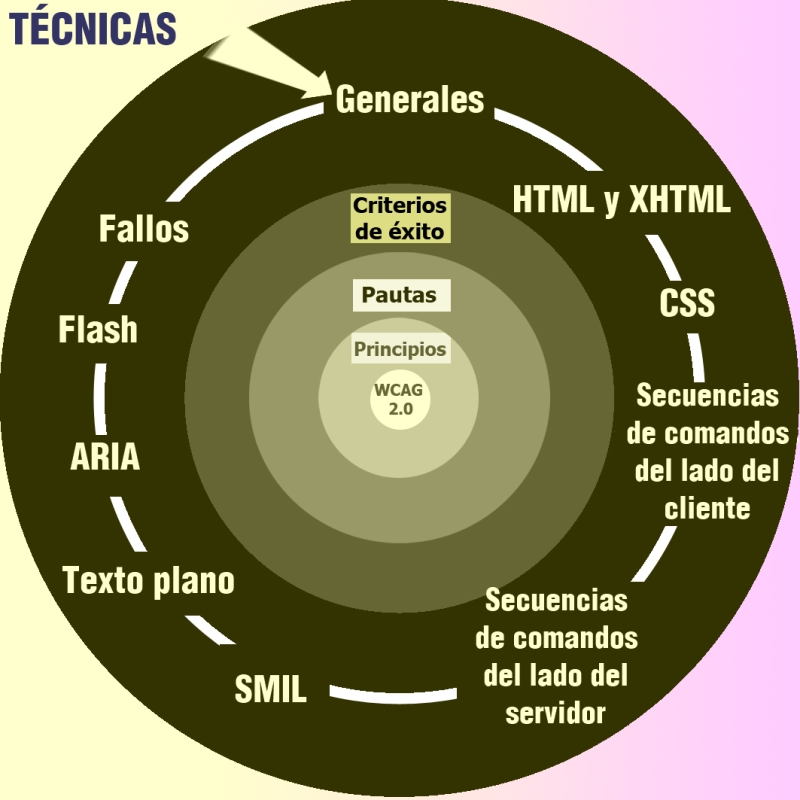 TÉCNICAS
Generales
HTML y XHTML
CSS
Secuencias
de comandos
del lado del
cliente
Secuencias
de comandos
del lado del
servidor
SMIL
Texto plano
ARIA
Flash
Fallos
Criterios
de éxito
Pautas
Principios
WCAG
2.0